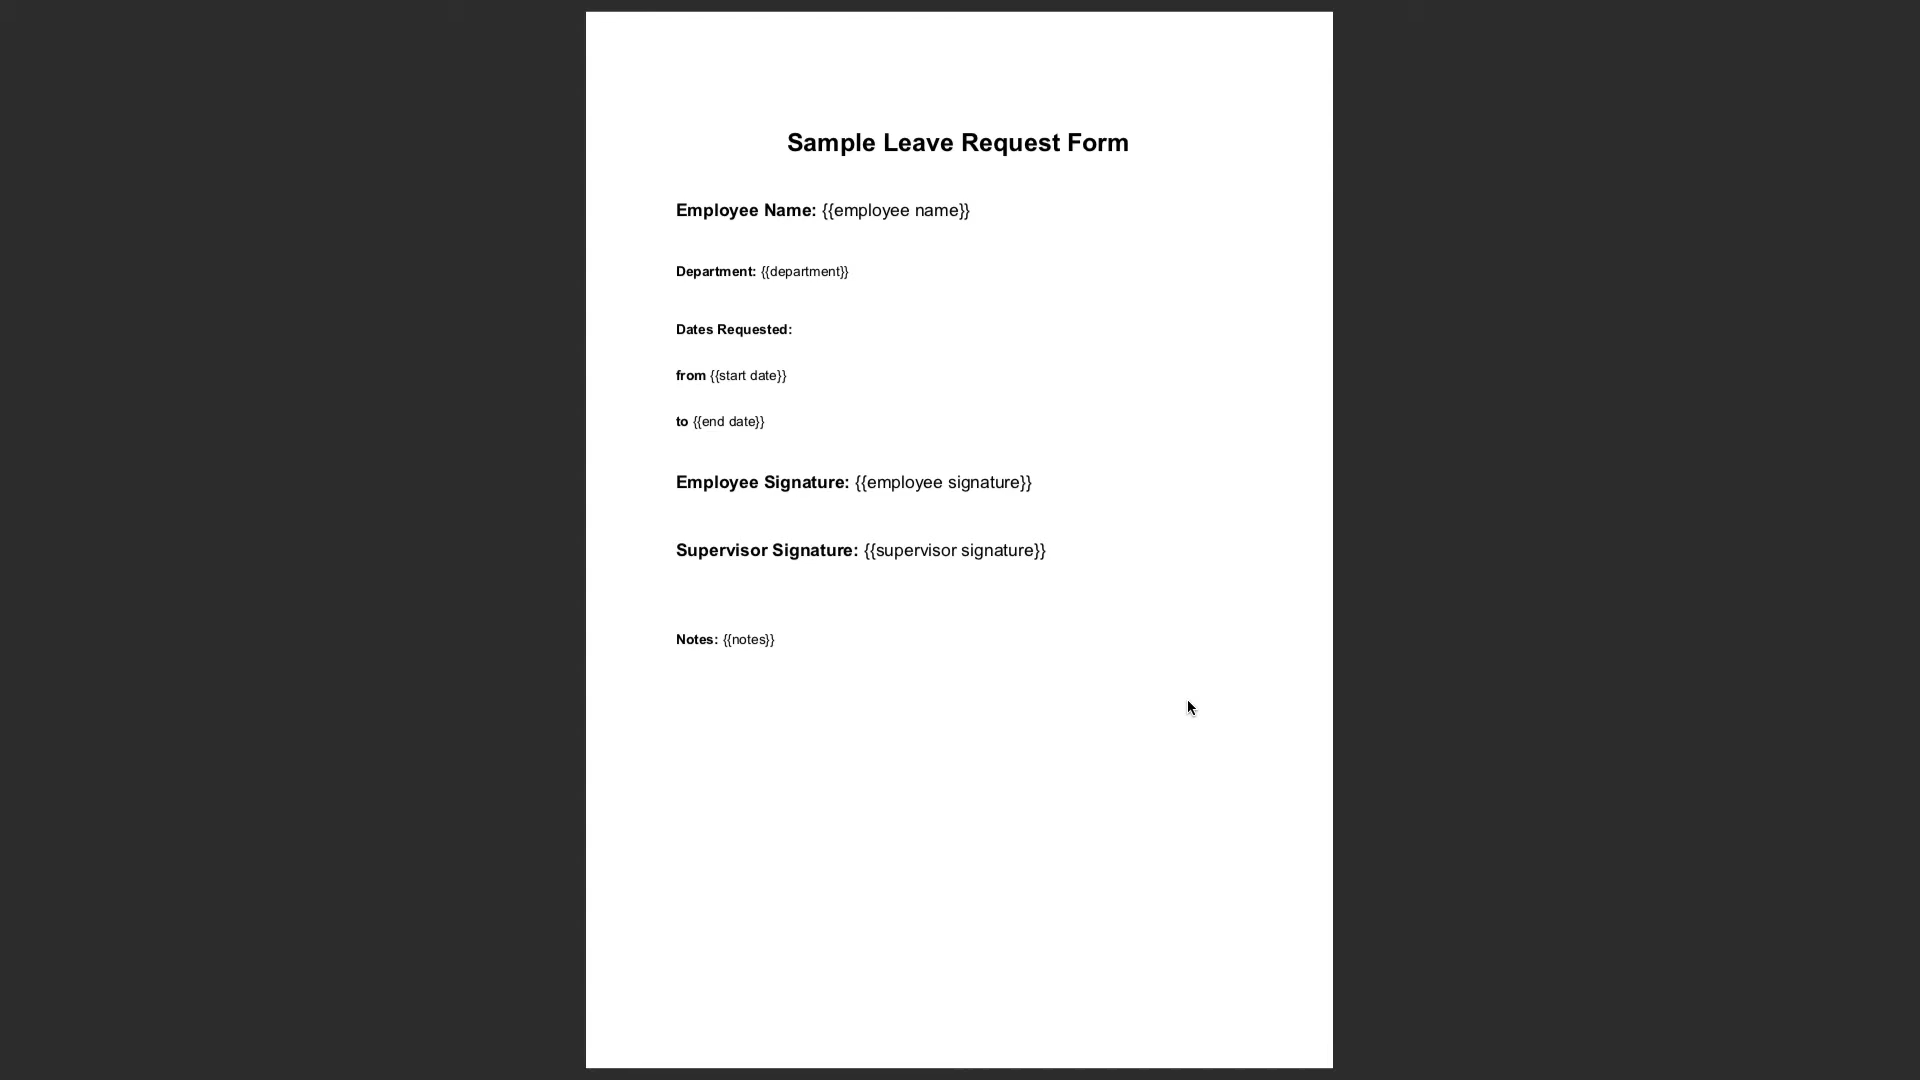 Sample Leave Request Form
Employee Name: {{employee name}}
Department: {{department}}
Dates Requested:
from {{start date}}
to {{end date}}
Employee Signature: {{employee signature}}
Supervisor Signature: {{supervisor signature}}
Notes: {{notes}}